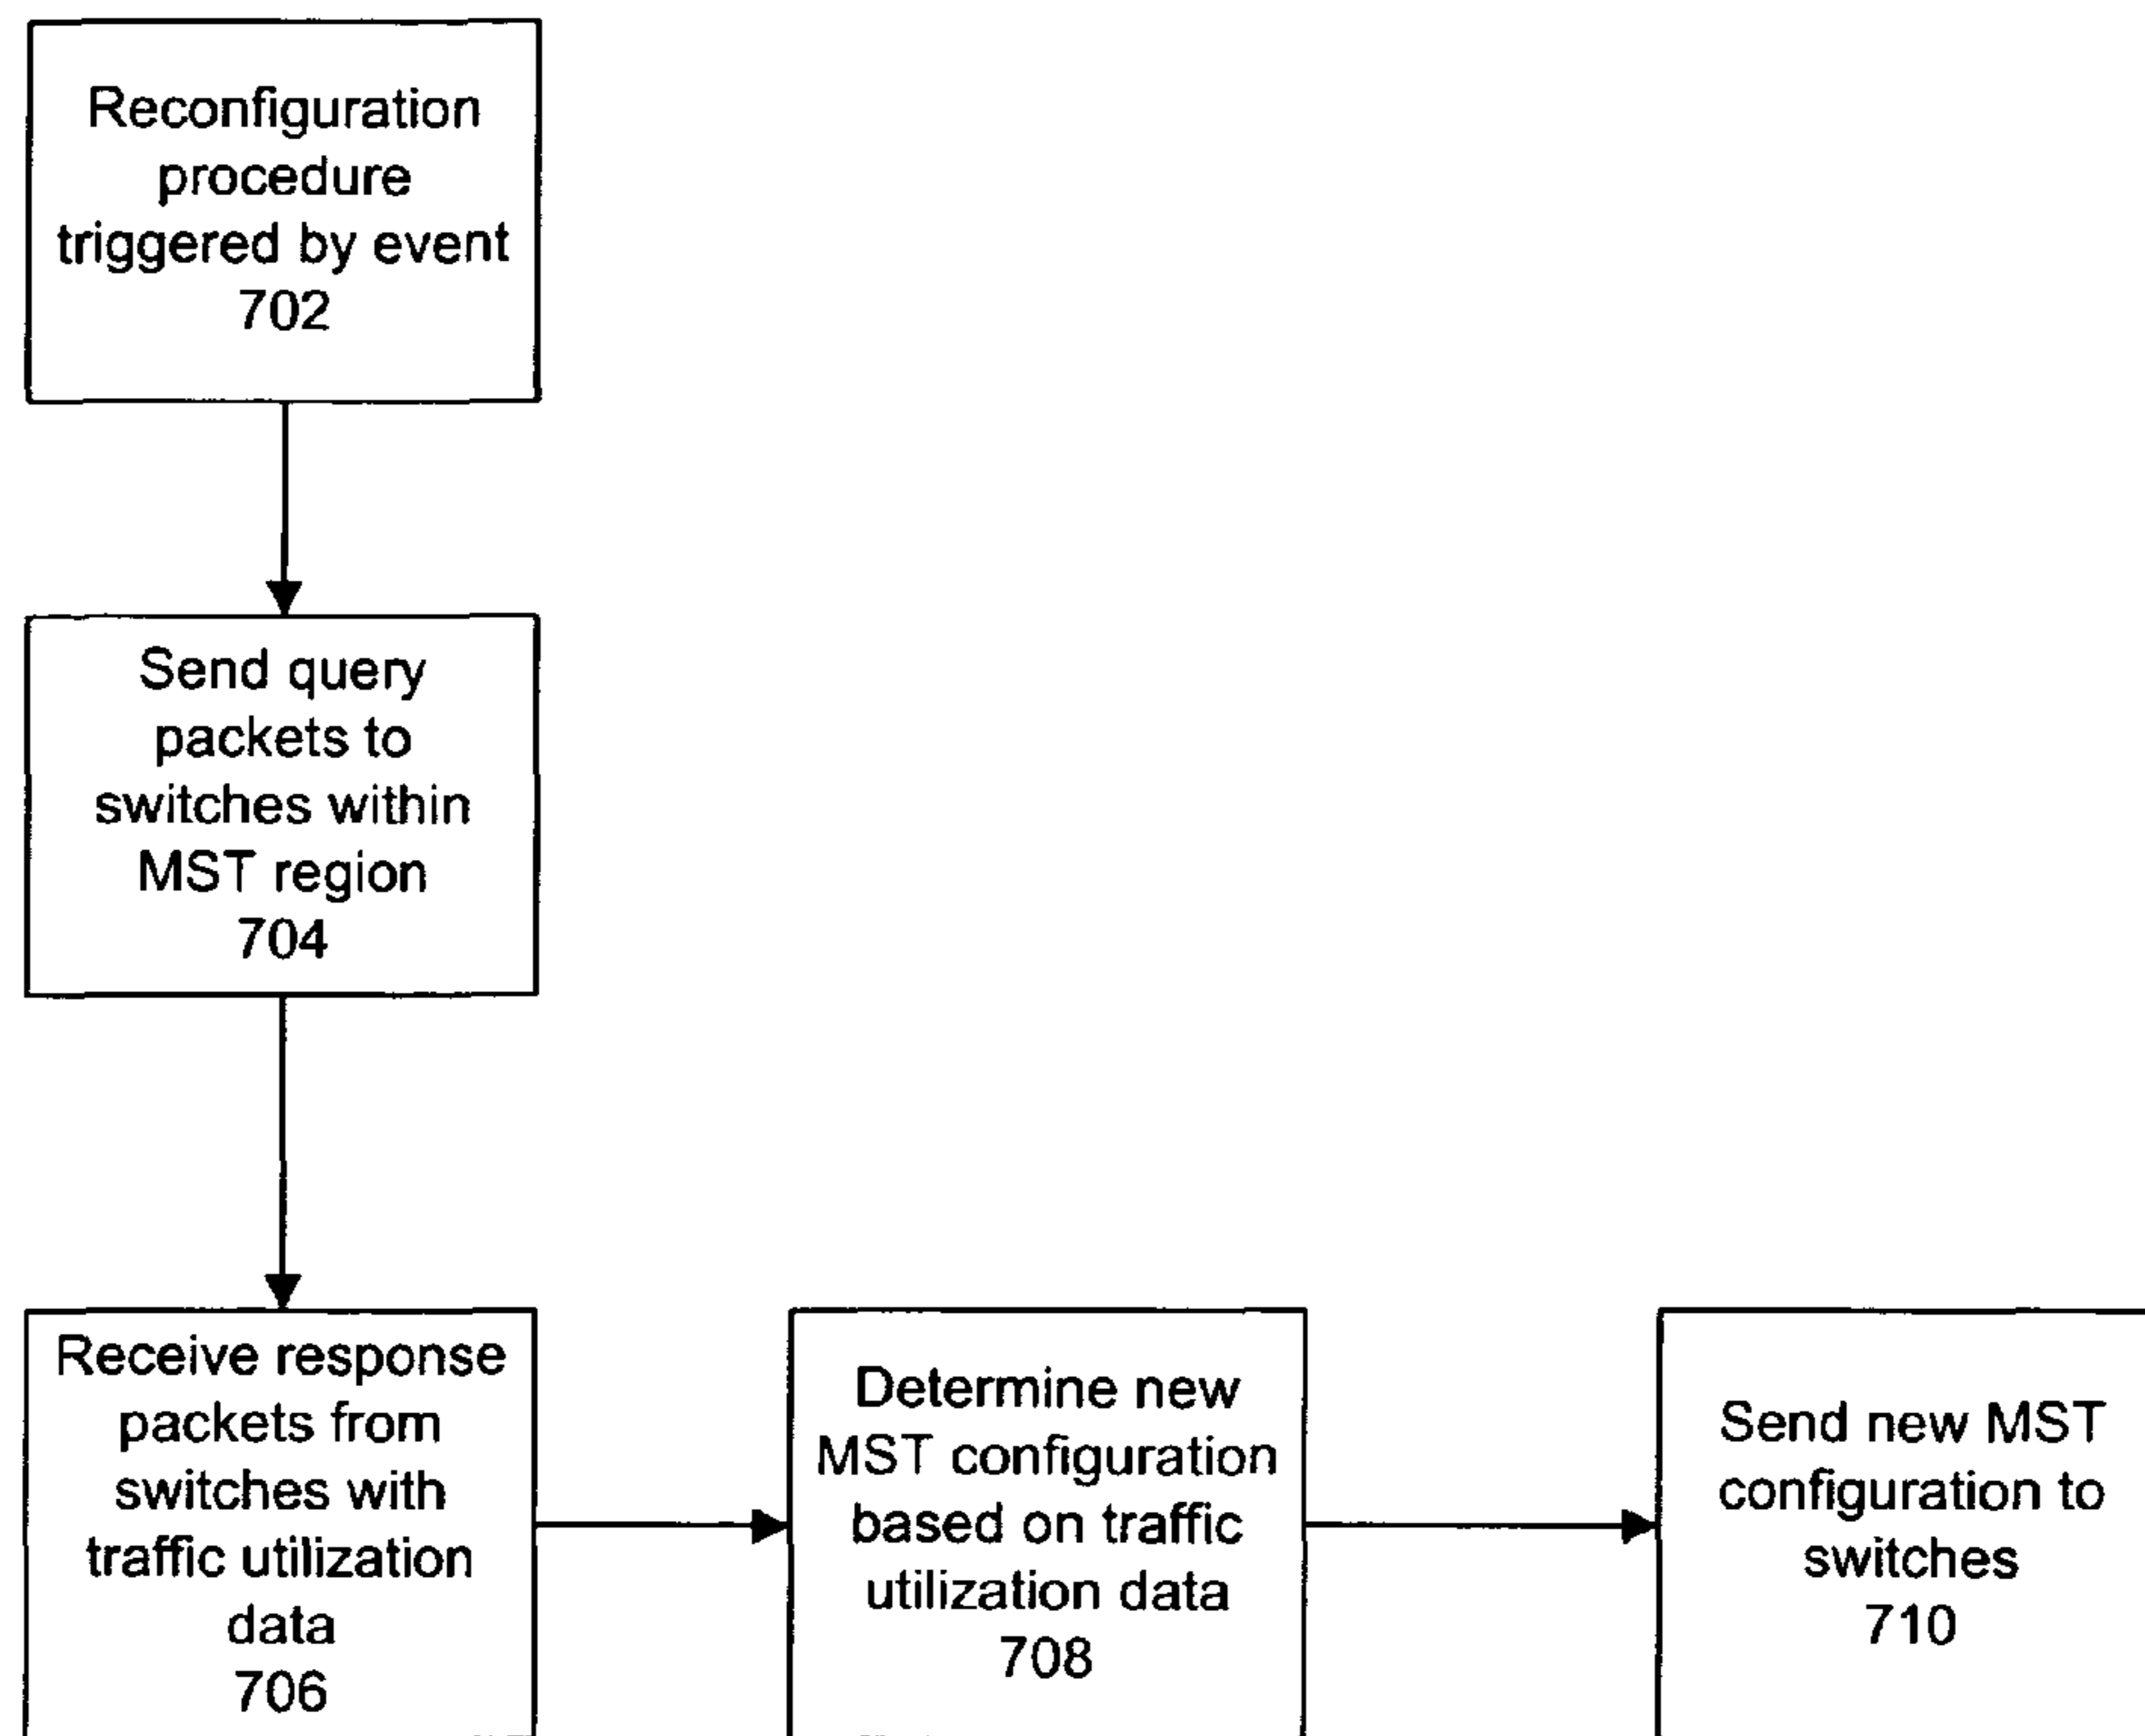 Reconfiguration
procedure
triggered by event
702
Send query
packets to
switches within
MST region
704
Receive response
packets from
switches with
traffic utilization
data
706
Determine new
MST configuration
based on traffic
utilization data
708
Send new MST
configuration to
switches
710